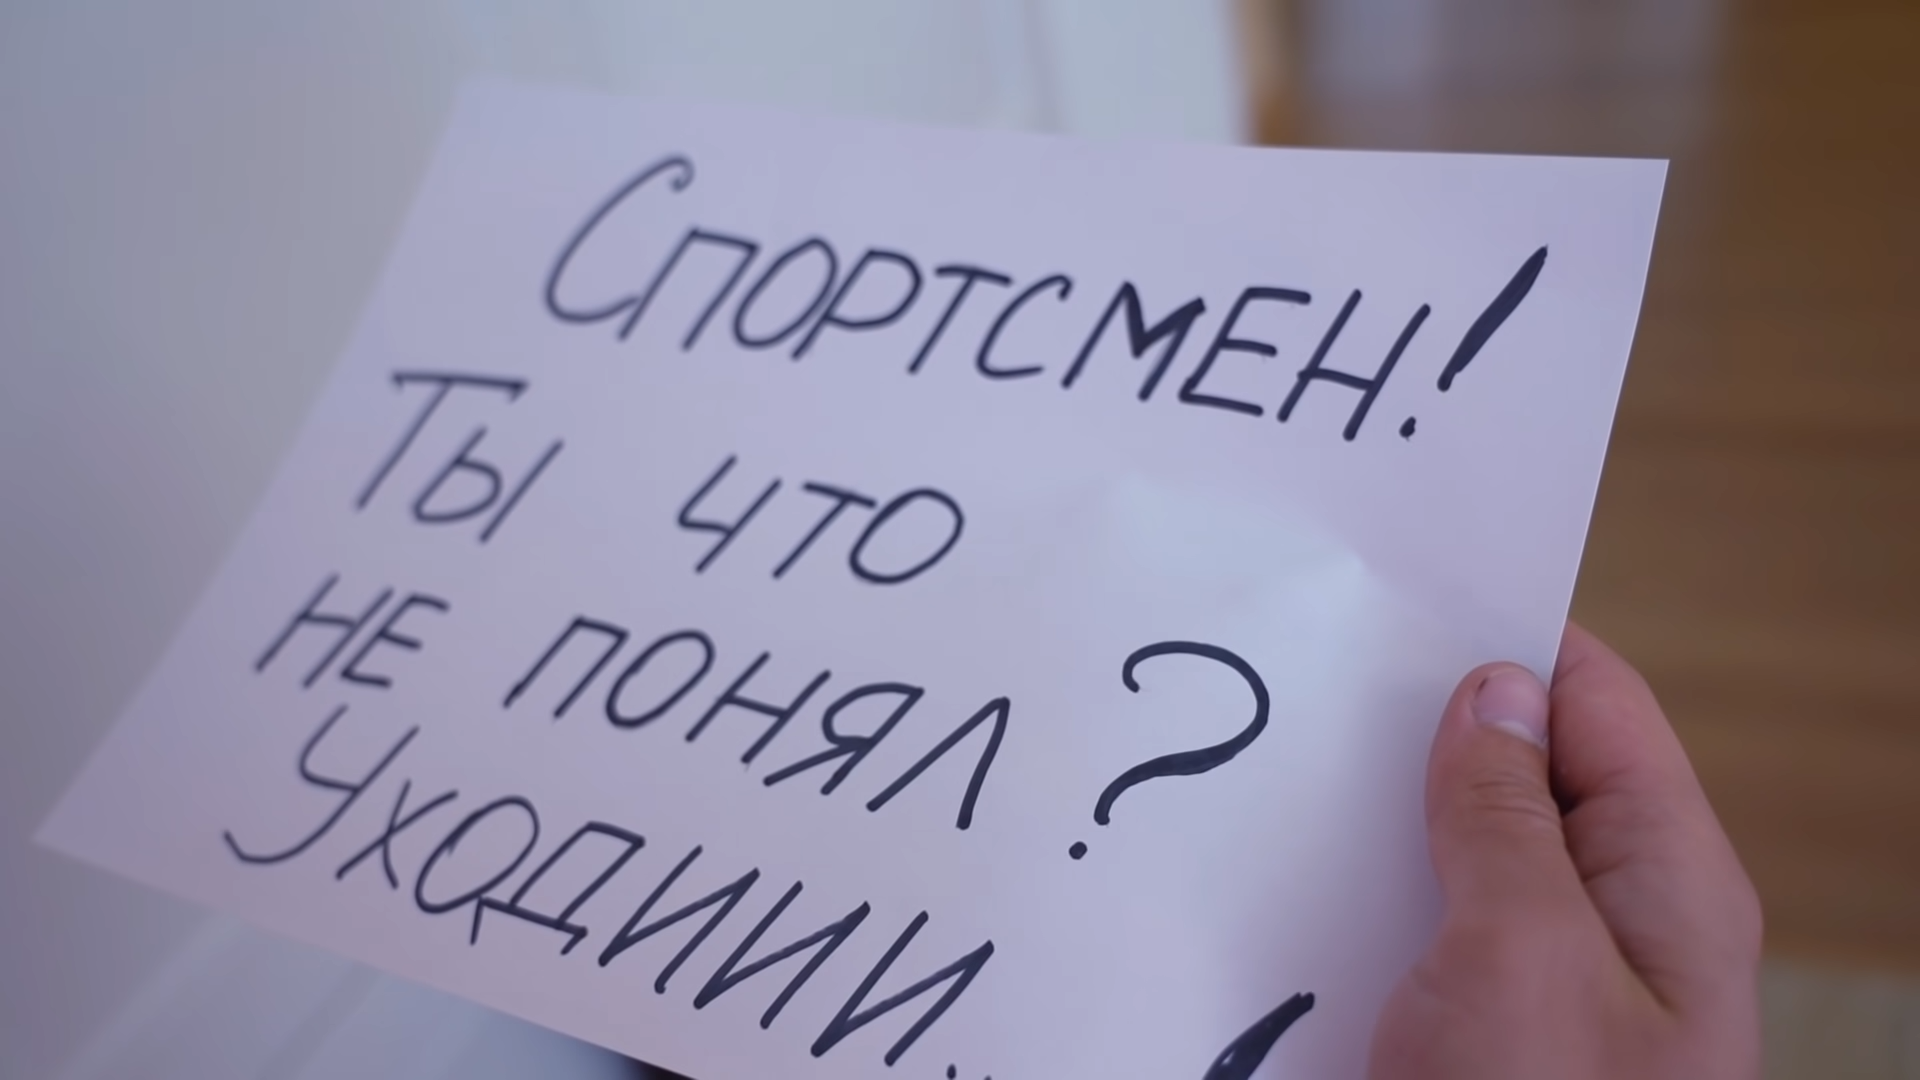 Спортсмен!
Ты что
не понял?
Уходиии..!